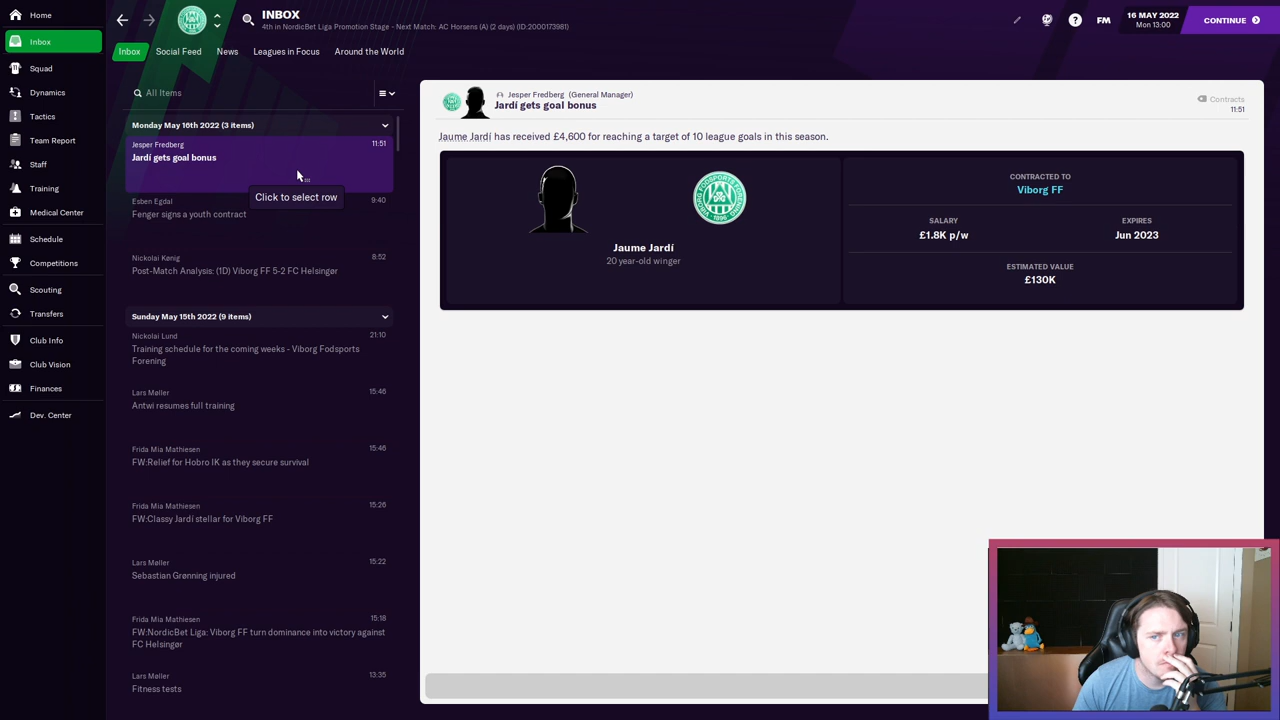 Home
Inbox
Squad
Dynamics
Tactics
Team Report
Staff
Training
Medical Center
Schedule
Competitions
Scouting
Transfers
Club Info
Club Vision
Finances
Dev. Center
INBOX
4th in NordicBet Liga Promotion Stage - Next Match: AC Horsens (A) (2 days) (ID:2000173981)
FM
16 MAY 2022
Mon 13:00
CONTINUE
Inbox
Social Feed
News
Leagues in Focus
Around the World
All Items
Monday May 16th 2022 (3 items)
Jesper Fredberg 11:51
Jardí gets goal bonus
Click to select row
Esben Egdal 9:40
Fenger signs a youth contract
Nickolai Kønig 8:52
Post-Match Analysis: (1D) Viborg FF 5-2 FC Helsingør
Sunday May 15th 2022 (9 items)
Nickolai Lund 21:10
Training schedule for the coming weeks - Viborg Fodsports
Forening
Lars Møller 15:46
Antwi resumes full training
Frida Mia Mathiesen 15:46
FW:Relief for Hobro IK as they secure survival
Frida Mia Mathiesen 15:26
FW:Classy Jardí stellar for Viborg FF
Lars Møller 15:22
Sebastian Grønning injured
Frida Mia Mathiesen 15:18
FW:NordicBet Liga: Viborg FF turn dominance into victory against
FC Helsingør
Lars Møller 13:35
Fitness tests
Jesper Fredberg (General Manager)
Jardí gets goal bonus
Contracts
11:51
Jaume Jardí has received £4,600 for reaching a target of 10 league goals in this season.
Jaume Jardí
20 year-old winger
CONTRACTED TO
Viborg FF
SALARY
£1.8K p/w
EXPIRES
Jun 2023
ESTIMATED VALUE
£130K